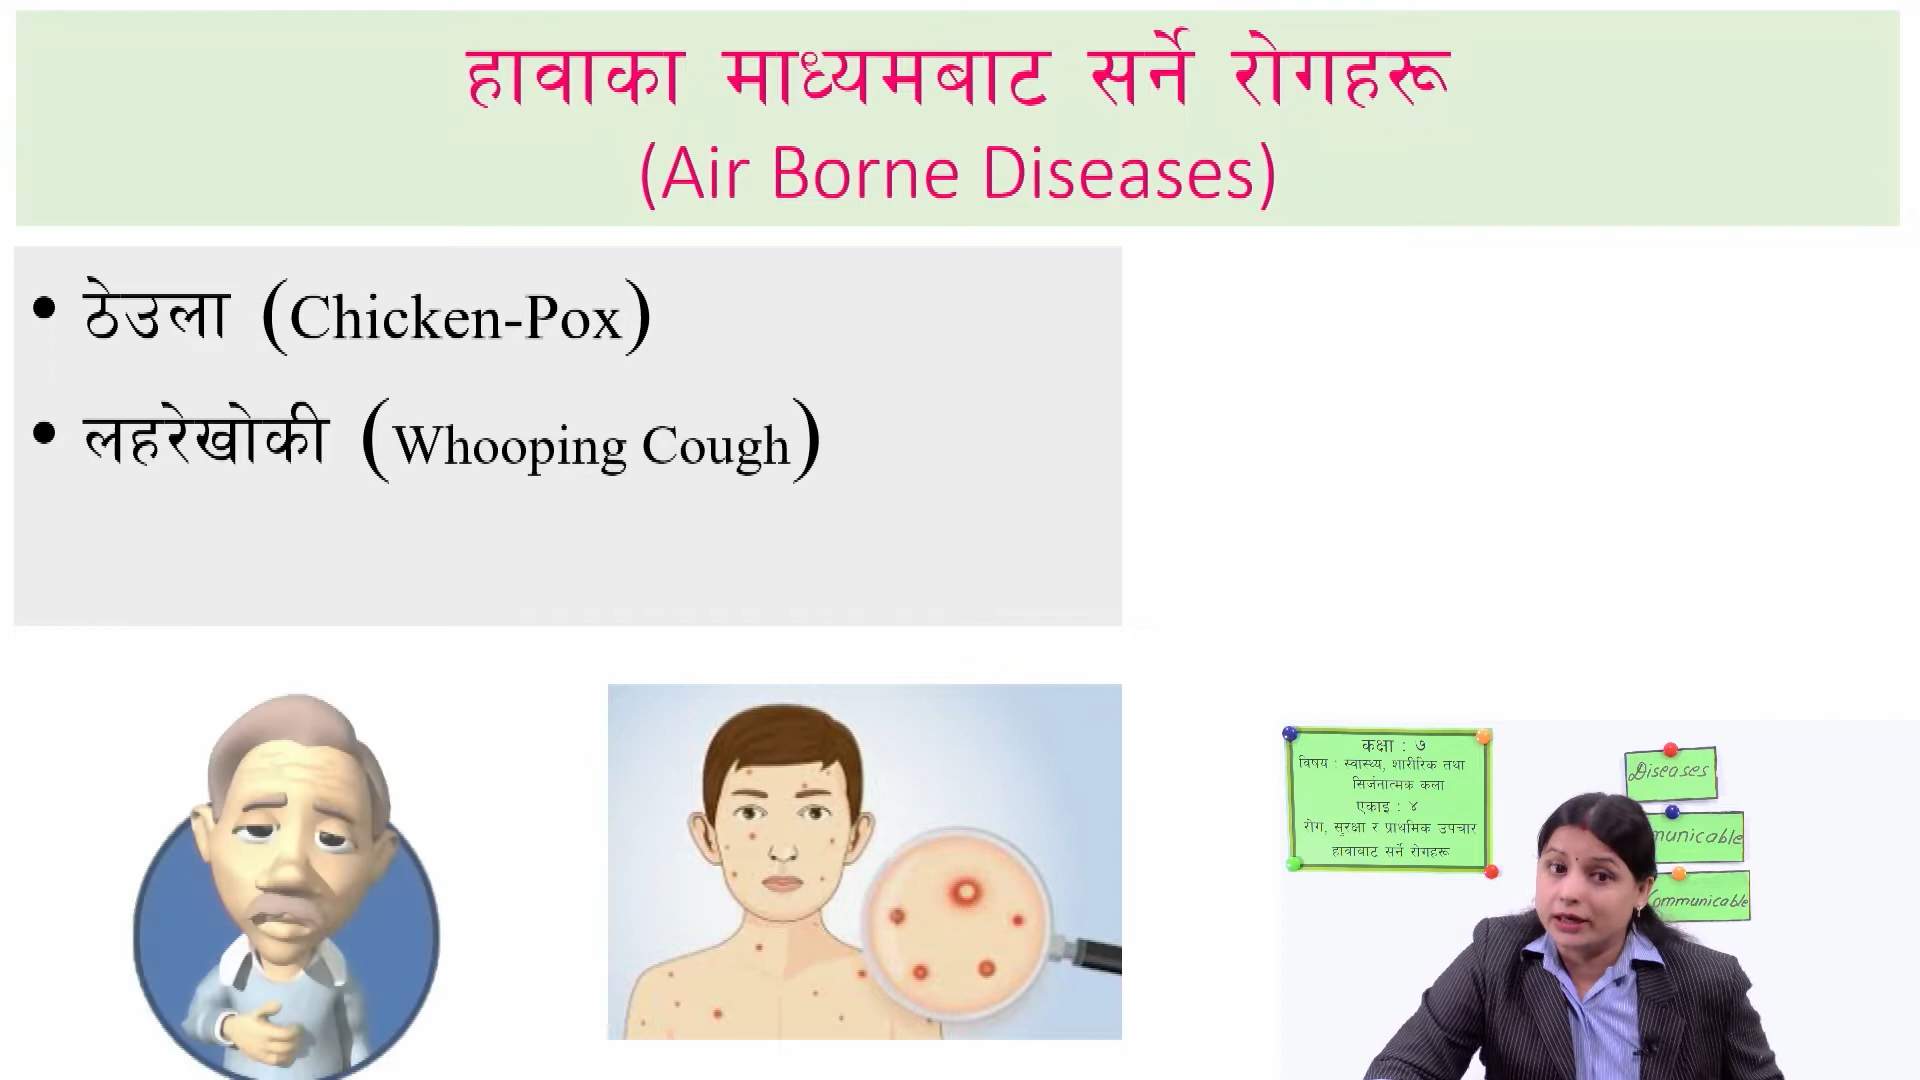 हावाका माध्यमबाट सर्ने रोगहरू
(Air Borne Diseases)
• ठेउला (Chicken-Pox)
• लहरेखोकी (Whooping Cough)
कक्षा : ७
विषय : स्वास्थ्य, शारीरिक तथा
सिर्जनात्मक कला
एकाइ : ४
रोग, सुरक्षा र प्राथमिक उपचार
हावाबाट सर्ने रोगहरू
Diseases
municable
ommunicable